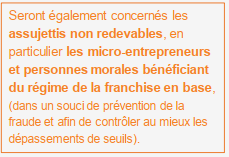 Seront également concernés les
assujettis non redevables, en
particulier les micro-entrepreneurs
et personnes morales bénéficiant
du régime de la franchise en base,
(dans un souci de prévention de la
fraude et afin de contrôler au mieux les
dépassements de seuils).